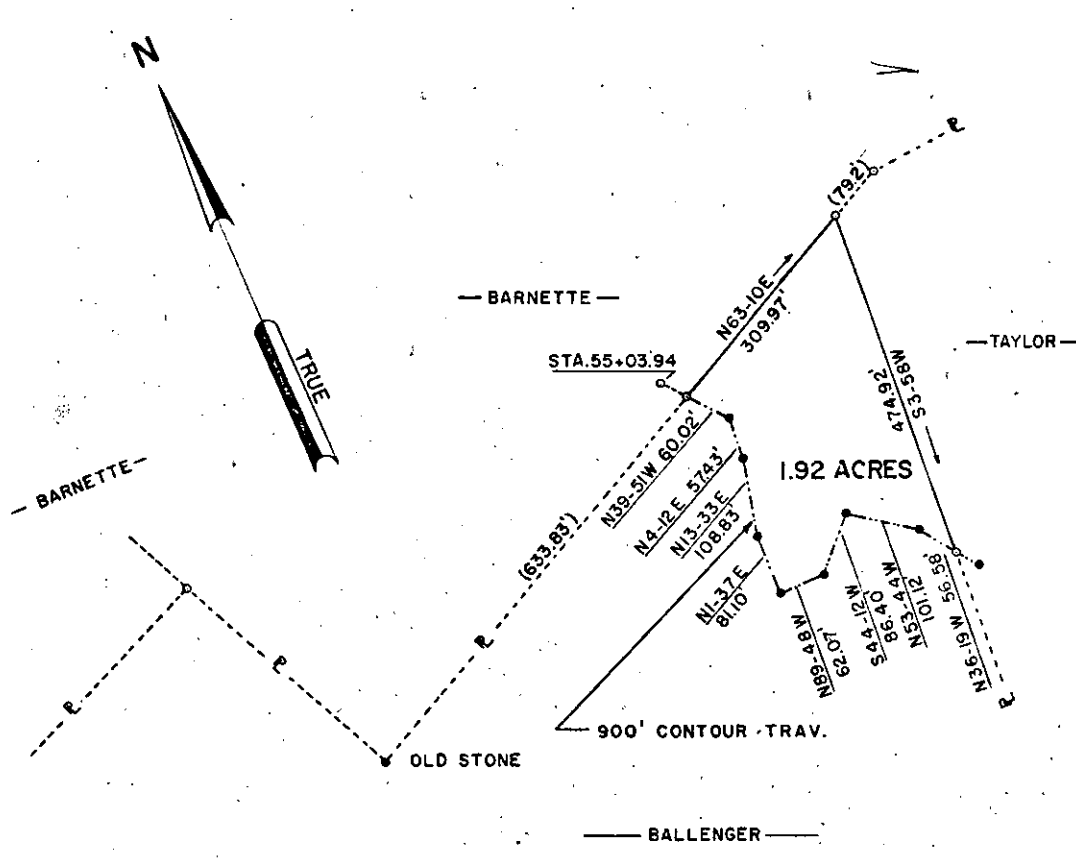 N
TRUE
(79.2')
N63-10E
309.97'
— BARNETTE —
STA.55+03.94
— TAYLOR —
474.92'
S3-58W
1.92 ACRES
— BARNETTE —
N39-51W 60.02'
N4-12E 57.43'
N13-33E
108.83'
(633.83')
N1-37E
81.10'
N89-48W
62.07'
S44-12W
86.40'
N53-44W
101.12'
N36-19W 56.58'
900' CONTOUR TRAV.
OLD STONE
— BALLENGER —